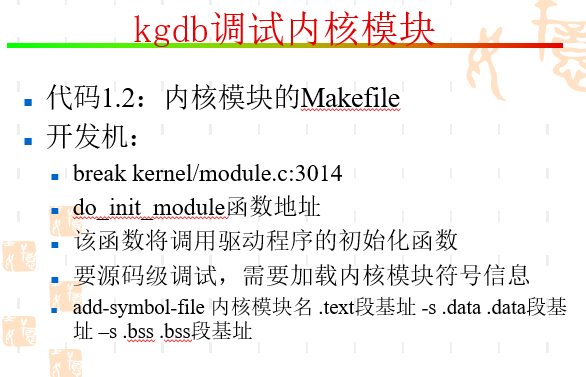 kgdb调试内核模块
代码1.2：内核模块的Makefile
开发机：
break kernel/module.c:3014
do_init_module函数地址
该函数将调用驱动程序的初始化函数
要源码级调试，需要加载内核模块符号信息
add-symbol-file 内核模块名 .text段基址 -s .data .data段基
址 –s .bss .bss段基址